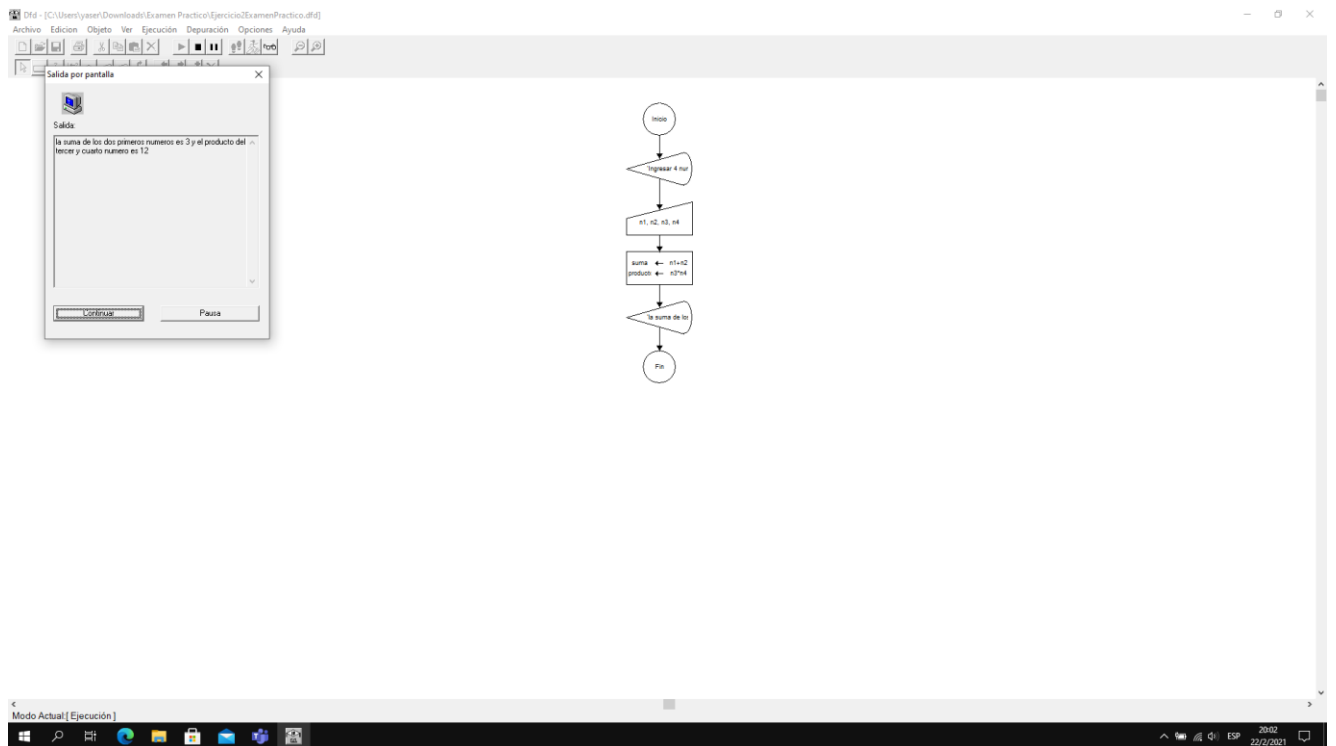 Dfd - [C:\Users\yaser\Downloads\Examen Practico\Ejercicio2ExamenPractico.dfd]
Archivo Edicion Objeto Ver Ejecución Depuración Opciones Ayuda
Salida por pantalla
Salida:
la suma de los dos primeros numeros es 3 y el producto del
tercer y cuarto numero es 12
Continuar Pausa
Inicio
'Ingresar 4 nur
n1, n2, n3, n4
suma ← n1+n2
producto ← n3*n4
'la suma de los
Fin
Modo Actual:[ Ejecución ]
ESP
20:02
22/2/2021